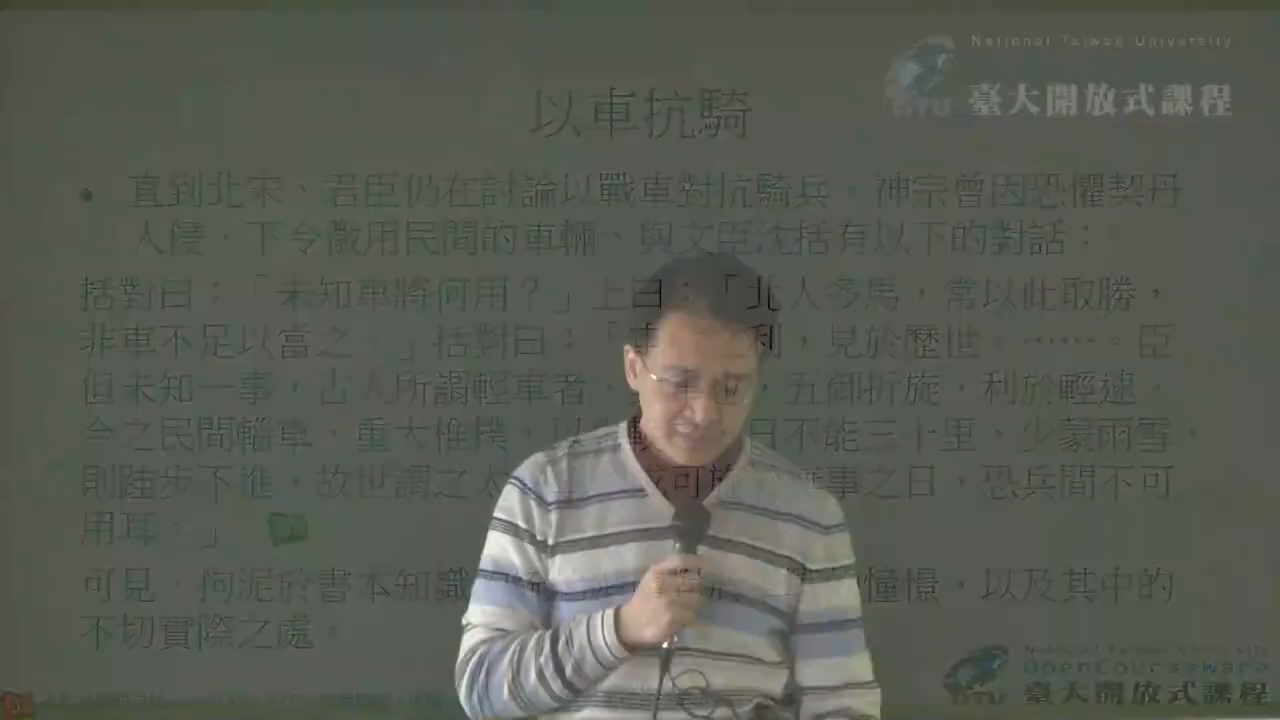 National Taiwan University
臺大開放式課程
以車抗騎
• 直到北宋、君臣仍在討論以戰車對抗騎兵。神宗曾因恐懼契丹
入侵，下令徵用民間的車輛、與文臣沈括有以下的對話：
括對曰：「未知車將何用？」上曰：「北人多馬，常以此取勝，
非車不足以當之。」括對曰：「 利，見於歷世。……。臣
但未知一事，古人所謂輕車者， 五御折旋，利於輕速。
今之民間輜車，重大椎樸，以 日不能三十里，少蒙雨雪，
則跬步不進，故世謂之太 可施 無事之日，恐兵間不可
用耳。」
可見，拘泥於書本知識 憧憬，以及其中的
不切實際之處。
OpenCourseware
臺大開放式課程